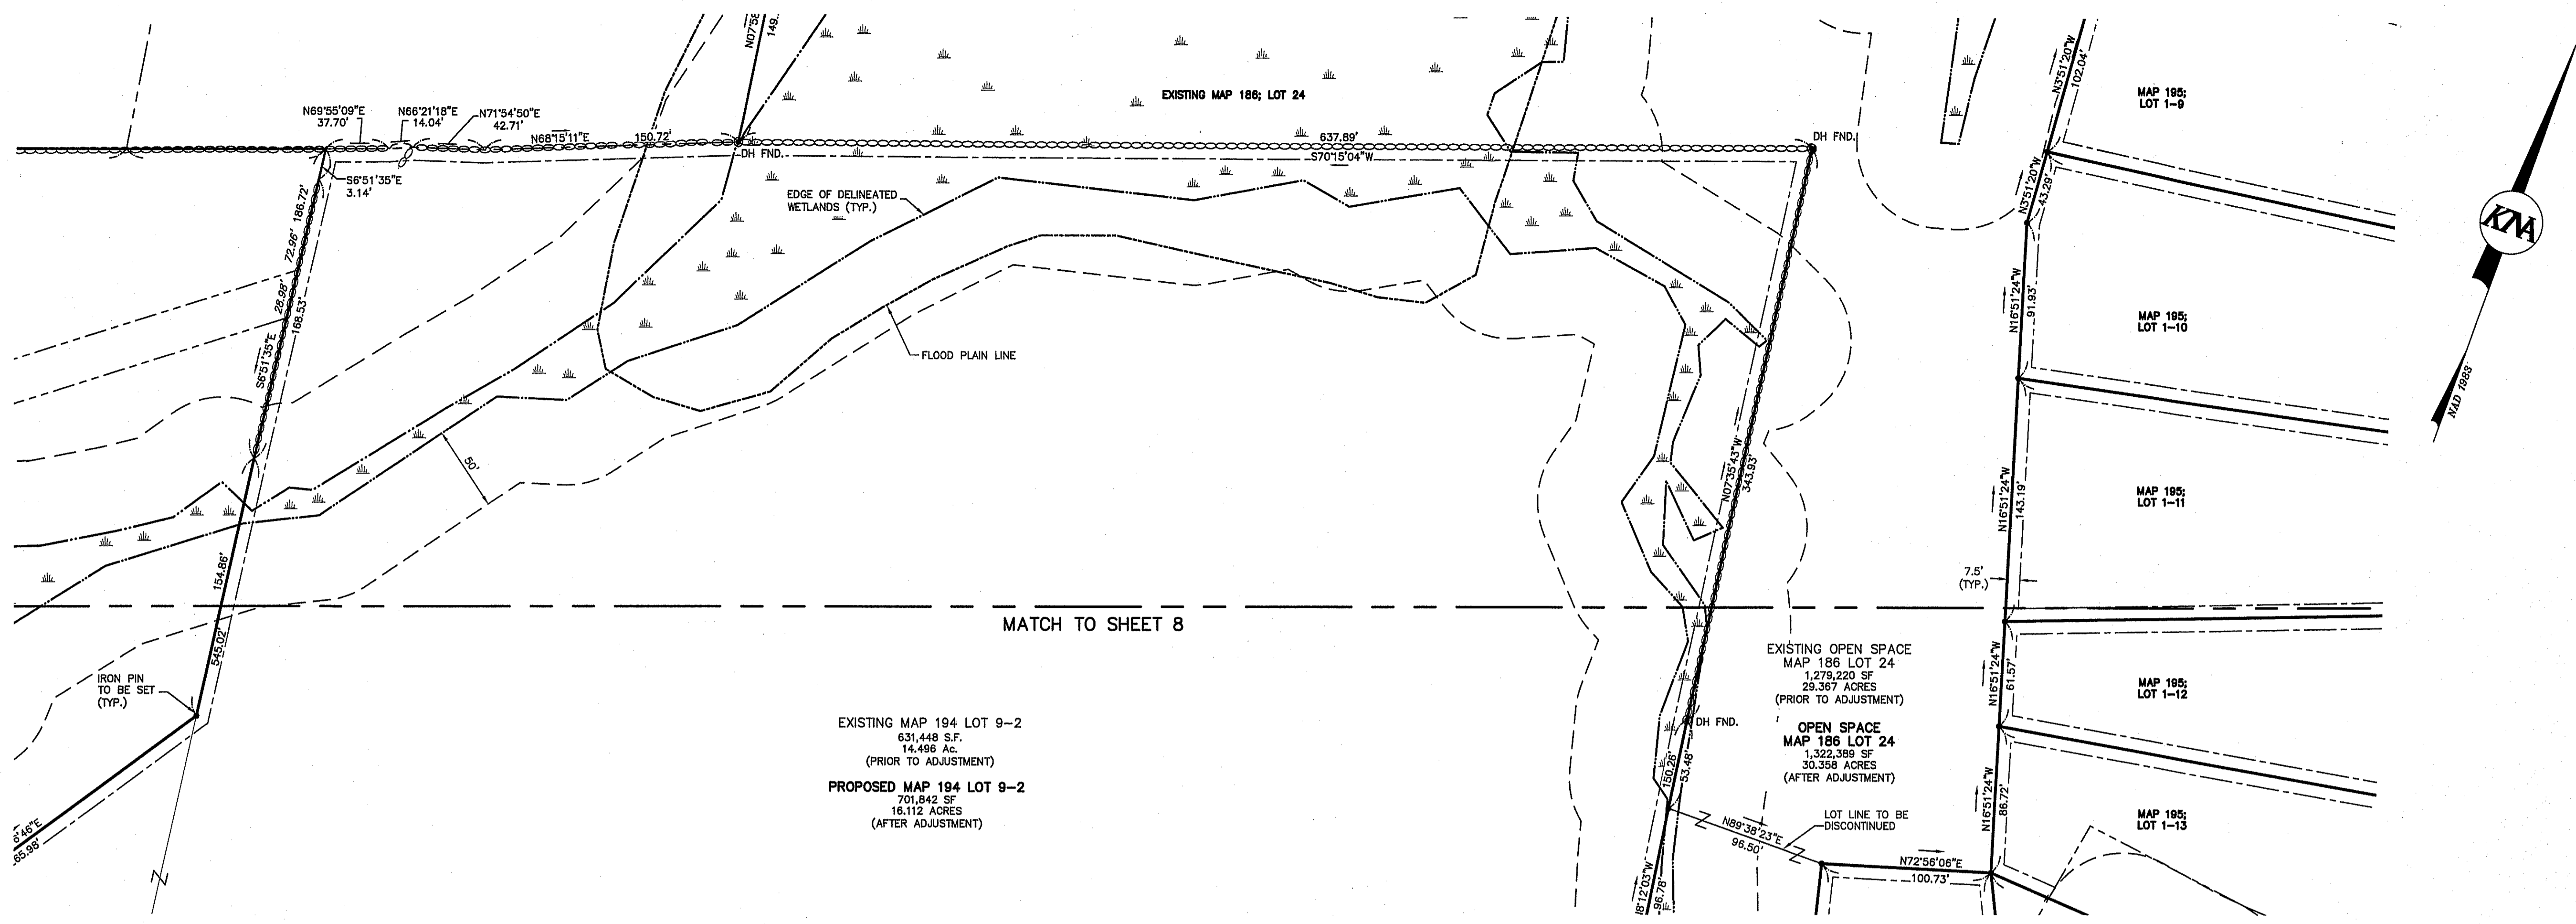 N07°58
149.
N69°55'09"E
37.70'
N66°21'18"E
14.04'
N71°54'50"E
42.71'
N68°15'11"E
150.72'
DH FND.
EXISTING MAP 186; LOT 24
637.89'
S70°15'04"W
DH FND.
N3°51'20"W
102.04'
MAP 195;
LOT 1-9
S6°51'35"E
3.14'
186.72'
72.96'
28.98'
168.53'
S6°51'35"E
EDGE OF DELINEATED
WETLANDS (TYP.)
FLOOD PLAIN LINE
50'
N3°51'20"W
43.29'
N16°51'24"W
91.93'
MAP 195;
LOT 1-10
KNA
NAD 1983
N07°35'43"W
343.93'
N16°51'24"W
143.19'
MAP 195;
LOT 1-11
7.5'
(TYP.)
154.86'
545.02'
MATCH TO SHEET 8
IRON PIN
TO BE SET
(TYP.)
EXISTING MAP 194 LOT 9-2
631,448 S.F.
14.496 Ac.
(PRIOR TO ADJUSTMENT)
PROPOSED MAP 194 LOT 9-2
701,842 SF
16.112 ACRES
(AFTER ADJUSTMENT)
EXISTING OPEN SPACE
MAP 186 LOT 24
1,279,220 SF
29.367 ACRES
(PRIOR TO ADJUSTMENT)
OPEN SPACE
MAP 186 LOT 24
1,322,389 SF
30.358 ACRES
(AFTER ADJUSTMENT)
DH FND.
150.26'
53.48'
N16°51'24"W
61.57'
MAP 195;
LOT 1-12
N16°51'24"W
86.72'
MAP 195;
LOT 1-13
LOT LINE TO BE
DISCONTINUED
N89°38'23"E
96.50'
N72°56'06"E
100.73'
8°12'03"W
96.78'
6'46"E
65.98'